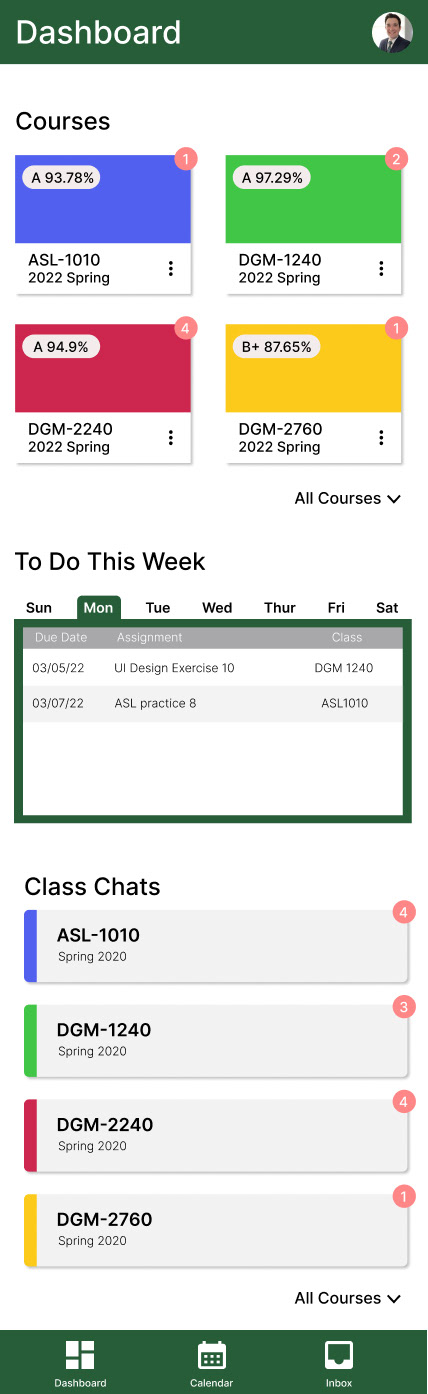 Dashboard
Courses
1
2
A 93.78%
A 97.29%
ASL-1010
2022 Spring
DGM-1240
2022 Spring
4
1
A 94.9%
B+ 87.65%
DGM-2240
2022 Spring
DGM-2760
2022 Spring
All Courses
To Do This Week
Sun Mon Tue Wed Thur Fri Sat
Due Date Assignment Class
03/05/22 UI Design Exercise 10 DGM 1240
03/07/22 ASL practice 8 ASL1010
Class Chats
4
ASL-1010
Spring 2020
3
DGM-1240
Spring 2020
4
DGM-2240
Spring 2020
1
DGM-2760
Spring 2020
All Courses
Dashboard Calendar Inbox